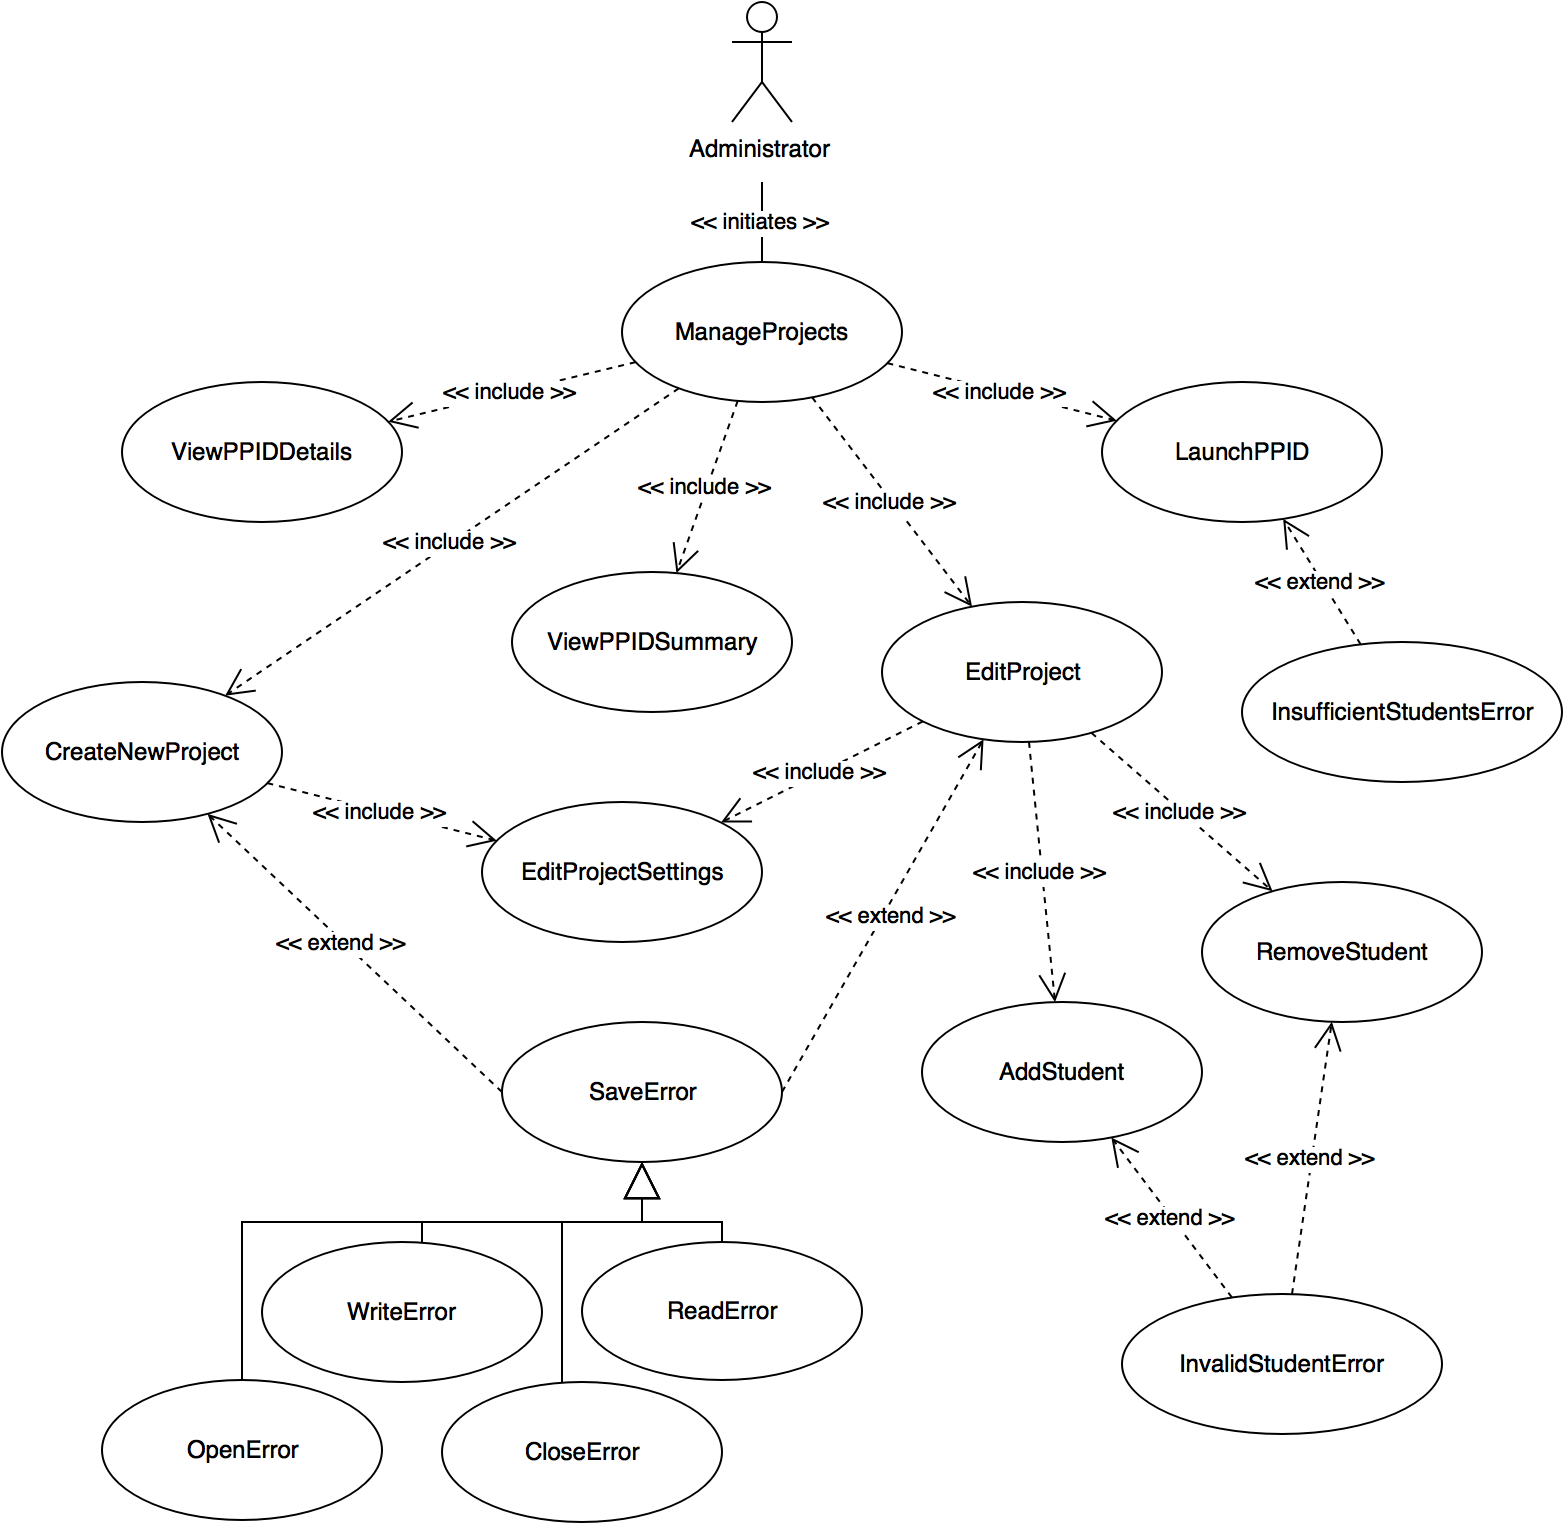 Administrator
<< initiates >>
ManageProjects
<< include >>
<< include >>
ViewPPIDDetails
LaunchPPID
<< include >>
<< include >>
<< include >>
<< extend >>
ViewPPIDSummary
EditProject
InsufficientStudentsError
CreateNewProject
<< include >>
<< include >>
<< include >>
EditProjectSettings
<< include >>
<< extend >>
<< extend >>
RemoveStudent
AddStudent
SaveError
<< extend >>
<< extend >>
WriteError
ReadError
InvalidStudentError
OpenError
CloseError